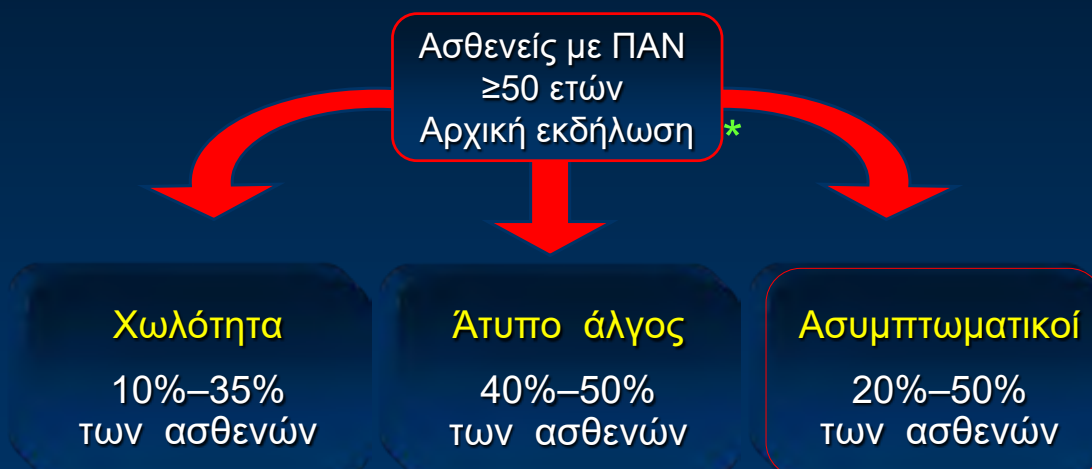 Ασθενείς με ΠΑΝ
≥50 ετών
Αρχική εκδήλωση *
Χωλότητα
10%–35%
των ασθενών
Άτυπο άλγος
40%–50%
των ασθενών
Ασυμπτωματικοί
20%–50%
των ασθενών